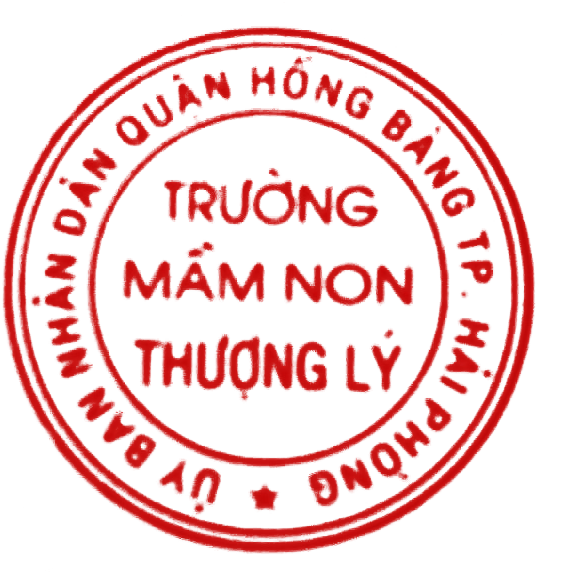 ỦY BAN NHÂN DÂN QUẬN HỒNG BÀNG TP. HẢI PHÒNG
TRƯỜNG
MẦM NON
THƯỢNG LÝ